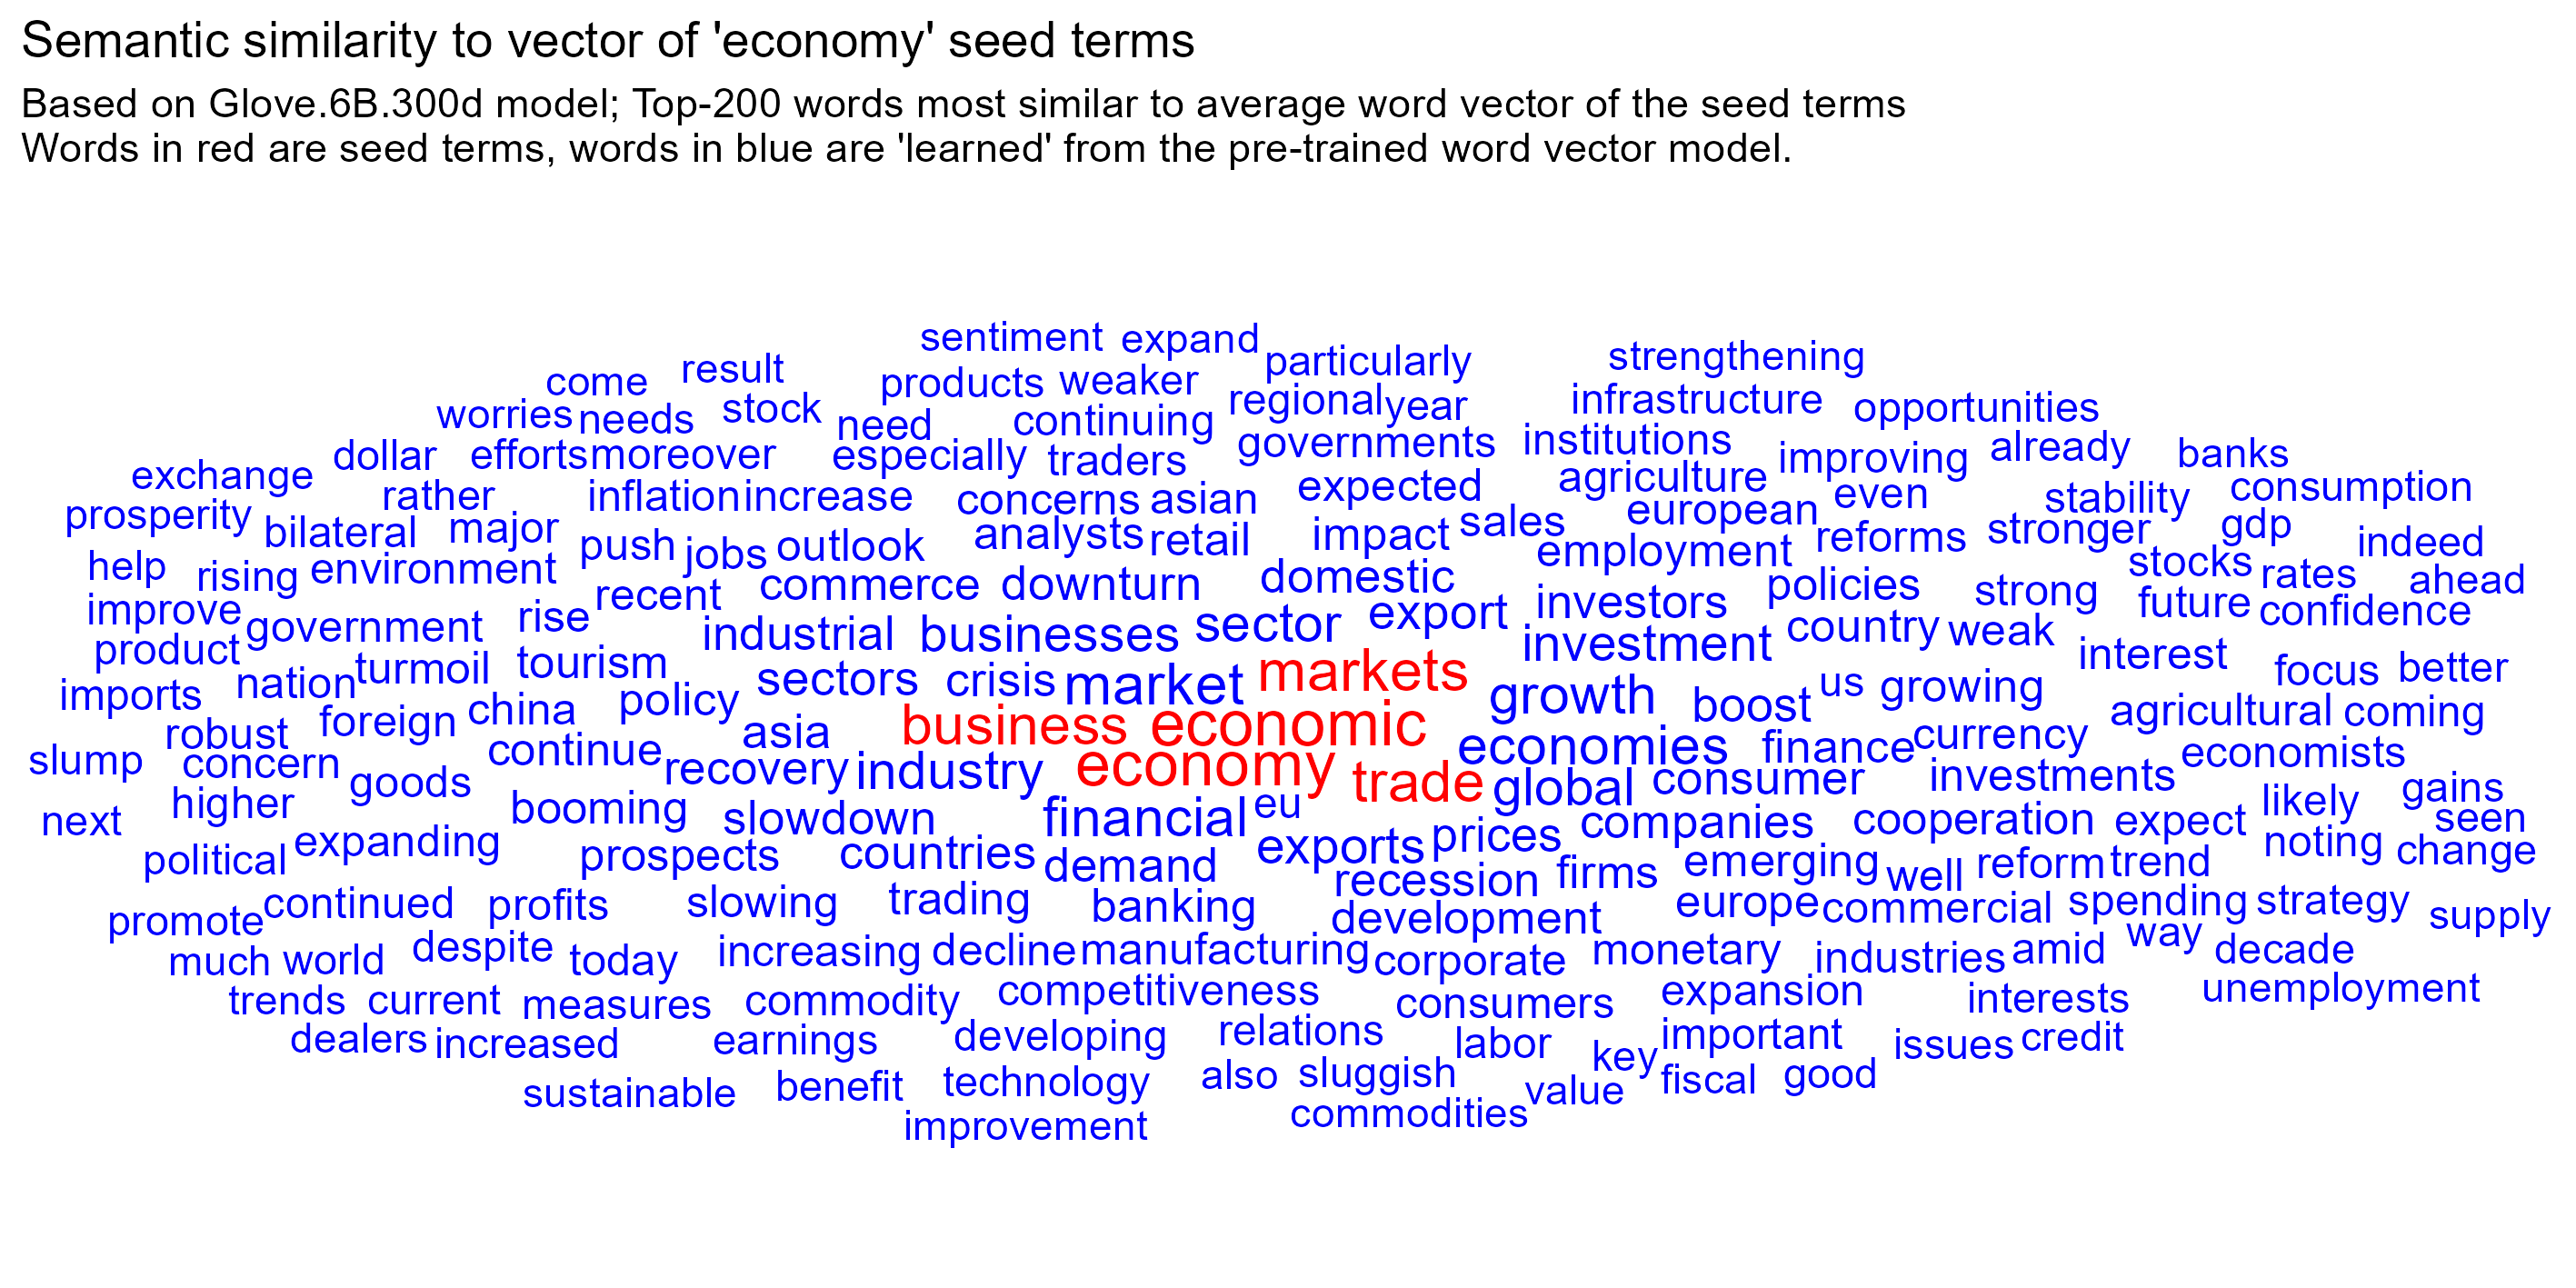 Semantic similarity to vector of 'economy' seed terms
Based on Glove.6B.300d model; Top-200 words most similar to average word vector of the seed terms
Words in red are seed terms, words in blue are 'learned' from the pre-trained word vector model.
sentiment expand
come result products weaker particularly strengthening
worries needs stock need continuing regional year infrastructure opportunities
dollar efforts moreover especially traders governments institutions improving already banks
exchange rather inflation increase concerns asian expected agriculture even stability consumption
prosperity bilateral major push jobs outlook analysts retail impact sales european reforms stronger gdp indeed
help rising environment recent commerce downturn domestic employment policies strong stocks rates ahead
improve government rise industrial businesses sector export investors country weak future confidence
product turmoil tourism sectors crisis market markets investment interest focus better
imports nation foreign china policy asia business economic growth boost us growing agricultural coming
slump robust concern continue recovery industry economy trade economies finance currency economists
next higher goods booming slowdown financial eu global consumer investments likely gains
political expanding prospects countries demand exports prices companies cooperation expect noting seen change
promote continued profits slowing trading banking recession firms emerging well reform trend
development europe commercial spending strategy supply
much world despite today increasing decline manufacturing corporate monetary industries amid way decade
trends current measures commodity competitiveness consumers expansion interests unemployment
dealers increased earnings developing relations labor key important issues credit
sustainable benefit technology also sluggish value fiscal good
improvement commodities